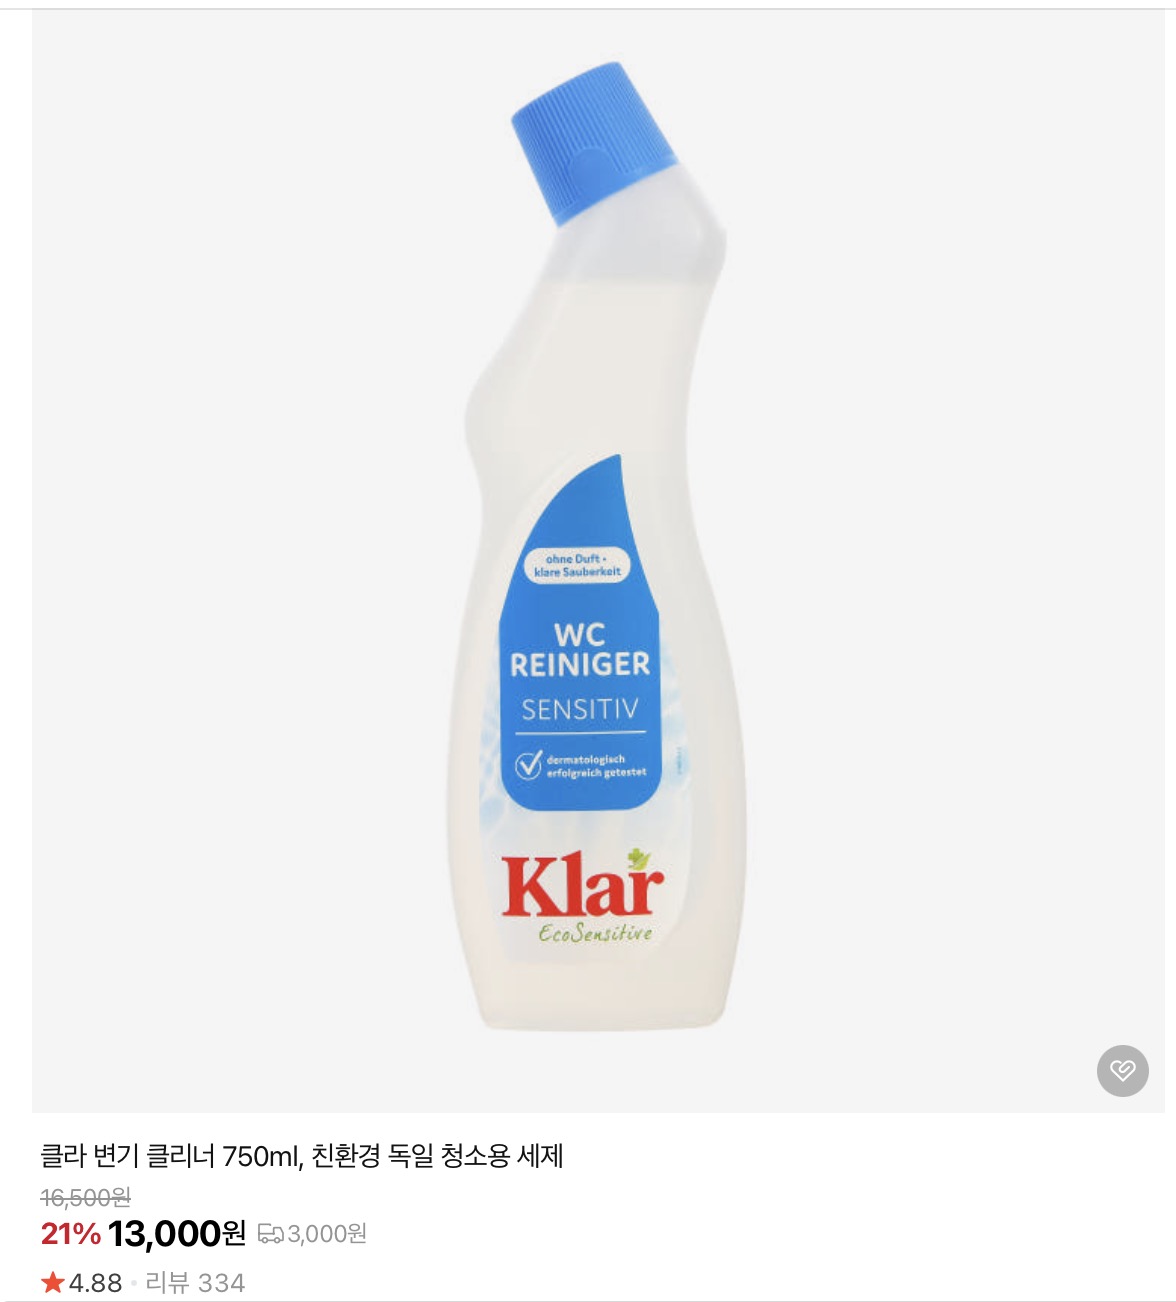 ohne Duft •
klare Sauberkeit
WC
REINIGER
SENSITIV
dermatologisch
erfolgreich getestet
Klar
EcoSensitive
클라 변기 클리너 750ml, 친환경 독일 청소용 세제
16,500원
21% 13,000원 3,000원
4.88 • 리뷰 334